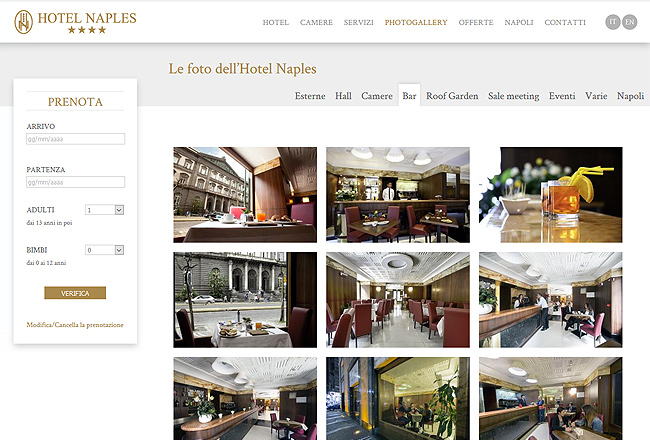 HOTEL NAPLES
★★★★
HOTEL CAMERE SERVIZI PHOTOGALLERY OFFERTE NAPOLI CONTATTI IT EN
Le foto dell'Hotel Naples
Esterne Hall Camere Bar Roof Garden Sale meeting Eventi Varie Napoli
PRENOTA
ARRIVO
gg/mm/aaaa
PARTENZA
gg/mm/aaaa
ADULTI 1
dai 13 anni in poi
BIMBI 0
dai 0 ai 12 anni
VERIFICA
Modifica/Cancella la prenotazione